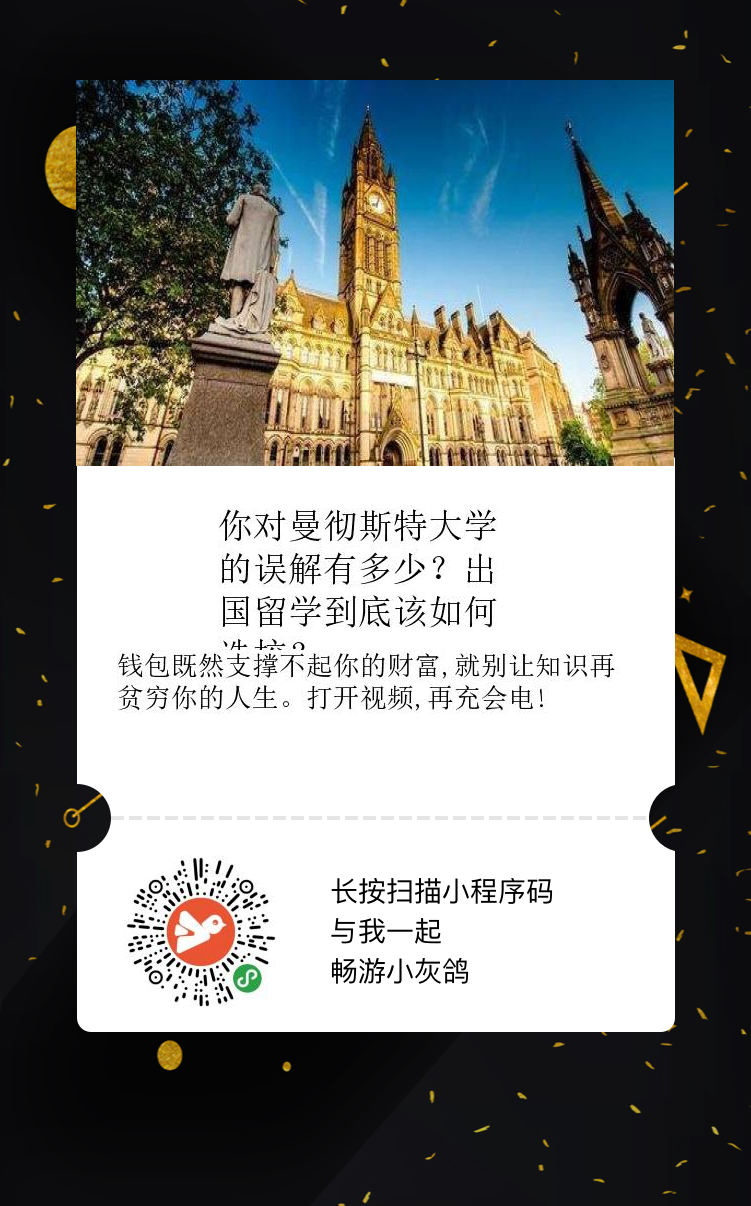 你对曼彻斯特大学
的误解有多少？出
国留学到底该如何
钱包既然支撑不起你的财富,就别让知识再
贫穷你的人生。打开视频,再充会电!
长按扫描小程序码
与我一起
畅游小灰鸽